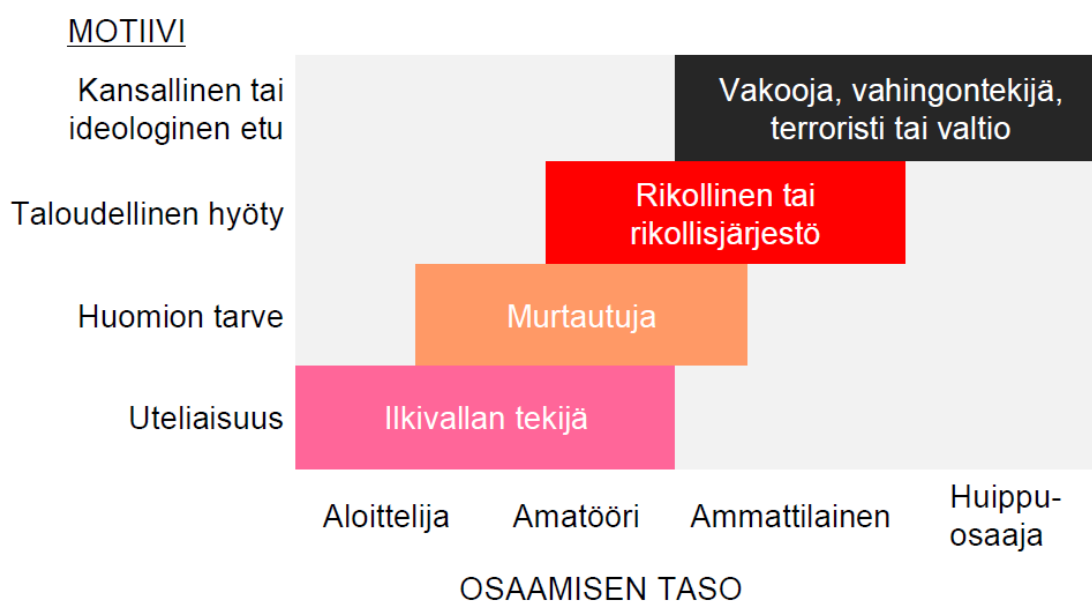 MOTIIVI
Kansallinen tai
ideologinen etu
Vakooja, vahingontekijä,
terroristi tai valtio
Taloudellinen hyöty
Rikollinen tai
rikollisjärjestö
Huomion tarve
Murtautuja
Uteliaisuus
Ilkivallan tekijä
Aloittelija
Amatööri
Ammattilainen
Huippu-
osaaja
OSAAMISEN TASO